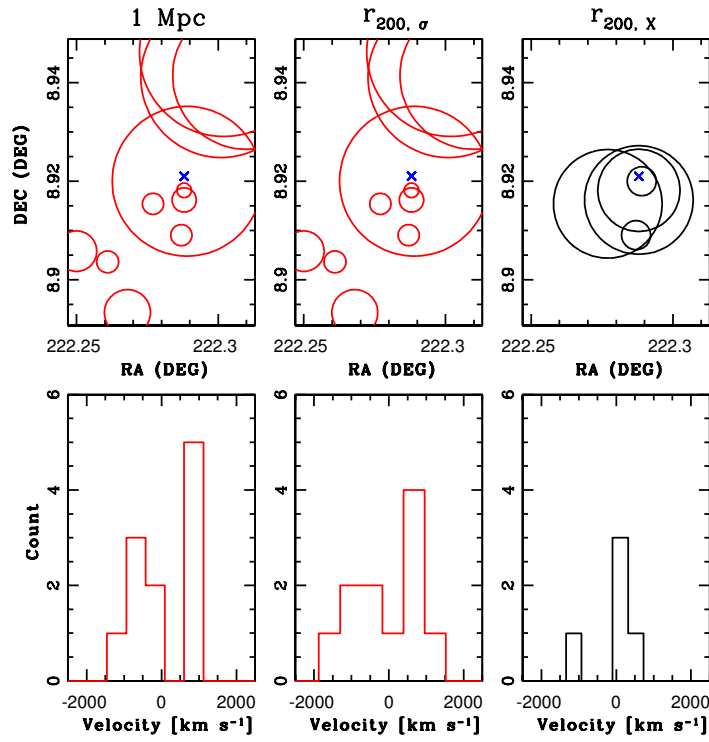 1 Mpc
r200, σ
r200, X
DEC (DEG)
8.94
8.92
8.9
8.94
8.92
8.9
8.94
8.92
8.9
222.25 222.3
222.25 222.3
222.25 222.3
RA (DEG)
RA (DEG)
RA (DEG)
Count
6
4
2
0
6
4
2
0
6
4
2
0
-2000 0 2000
-2000 0 2000
-2000 0 2000
Velocity [km s⁻¹]
Velocity [km s⁻¹]
Velocity [km s⁻¹]